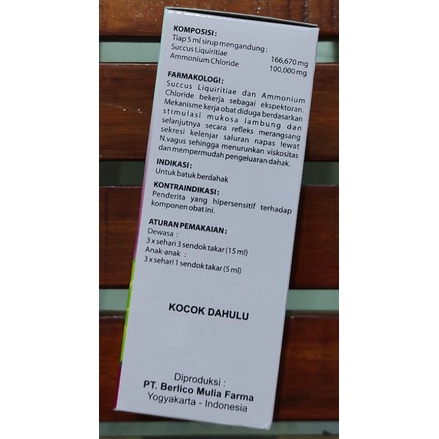 KOMPOSISI :
Tiap 5 ml sirup mengandung :
Succus Liquiritiae 166,670 mg
Ammonium Chloride 100,000 mg
FARMAKOLOGI :
Succus Liquiritiae dan Ammonium
Chloride bekerja sebagai ekspektoran.
Mekanisme kerja obat diduga berdasarkan
stimulasi mukosa lambung dan
selanjutnya secara refleks merangsang
sekresi kelenjar saluran napas lewat
N.vagus sehingga menurunkan viskositas
dan mempermudah pengeluaran dahak.
INDIKASI :
Untuk batuk berdahak
KONTRAINDIKASI :
Penderita yang hipersensitif terhadap
komponen obat ini.
ATURAN PEMAKAIAN :
Dewasa :
3 x sehari 3 sendok takar (15 ml)
Anak-anak :
3 x sehari 1 sendok takar (5 ml)
KOCOK DAHULU
Diproduksi :
PT. Berlico Mulia Farma
Yogyakarta - Indonesia